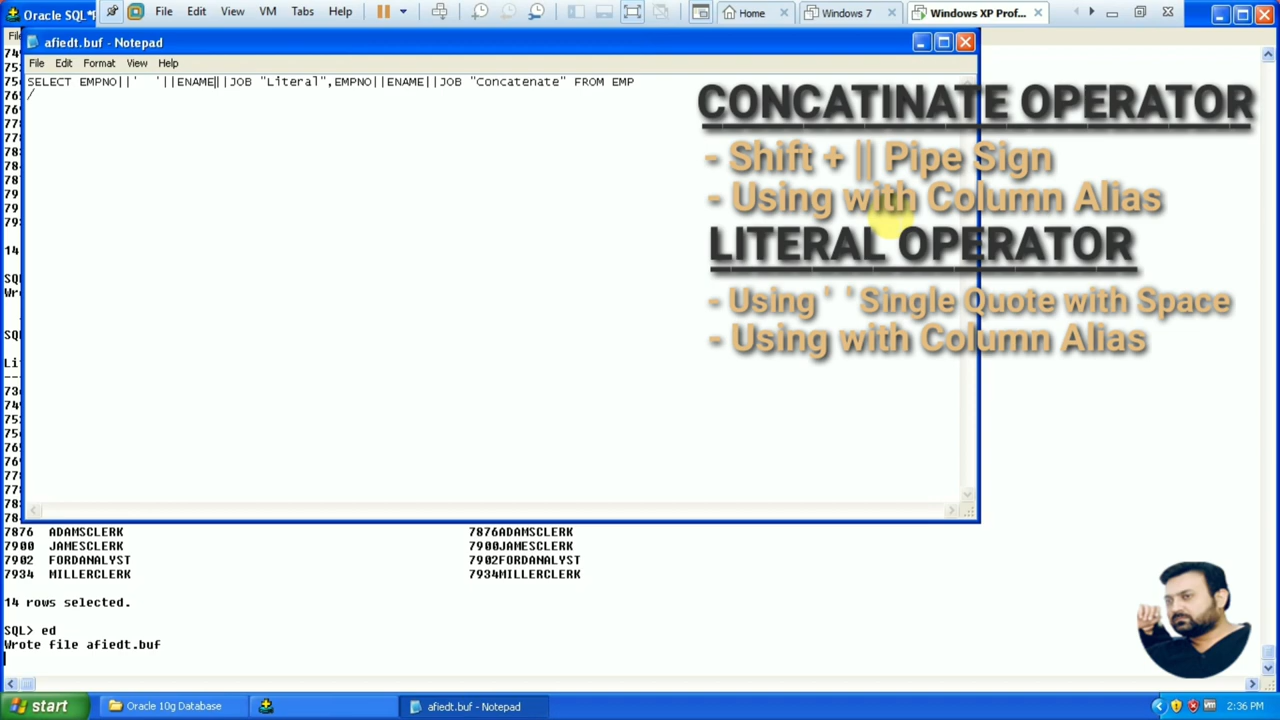 Oracle SQL*P File Edit View VM Tabs Help Home Windows 7 Windows XP Prof...
afiedt.buf - Notepad
File Edit Format View Help
SELECT EMPNO||'   '||ENAME||JOB "Literal",EMPNO||ENAME||JOB "Concatenate" FROM EMP
/
CONCATINATE OPERATOR
- Shift + || Pipe Sign
- Using with Column Alias
LITERAL OPERATOR
- Using ' ' Single Quote with Space
- Using with Column Alias
7876 ADAMSCLERK 7876ADAMSCLERK
7900 JAMESCLERK 7900JAMESCLERK
7902 FORDANALYST 7902FORDANALYST
7934 MILLERCLERK 7934MILLERCLERK
14 rows selected.
SQL> ed
Wrote file afiedt.buf
start Oracle 10g Database afiedt.buf - Notepad 2:36 PM